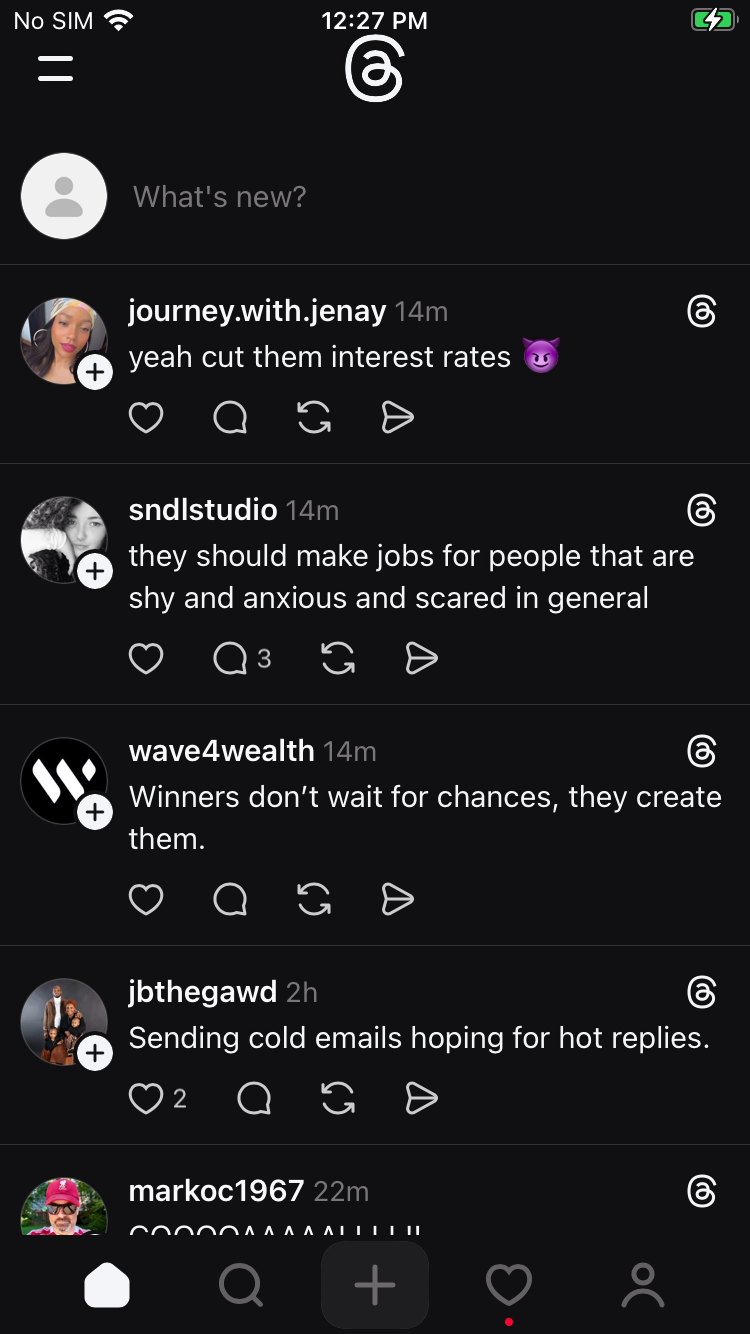 No SIM 12:27 PM
What's new?
journey.with.jenay 14m
yeah cut them interest rates 😈
sndlstudio 14m
they should make jobs for people that are
shy and anxious and scared in general
3
wave4wealth 14m
Winners don’t wait for chances, they create
them.
jbthegawd 2h
Sending cold emails hoping for hot replies.
2
markoc1967 22m